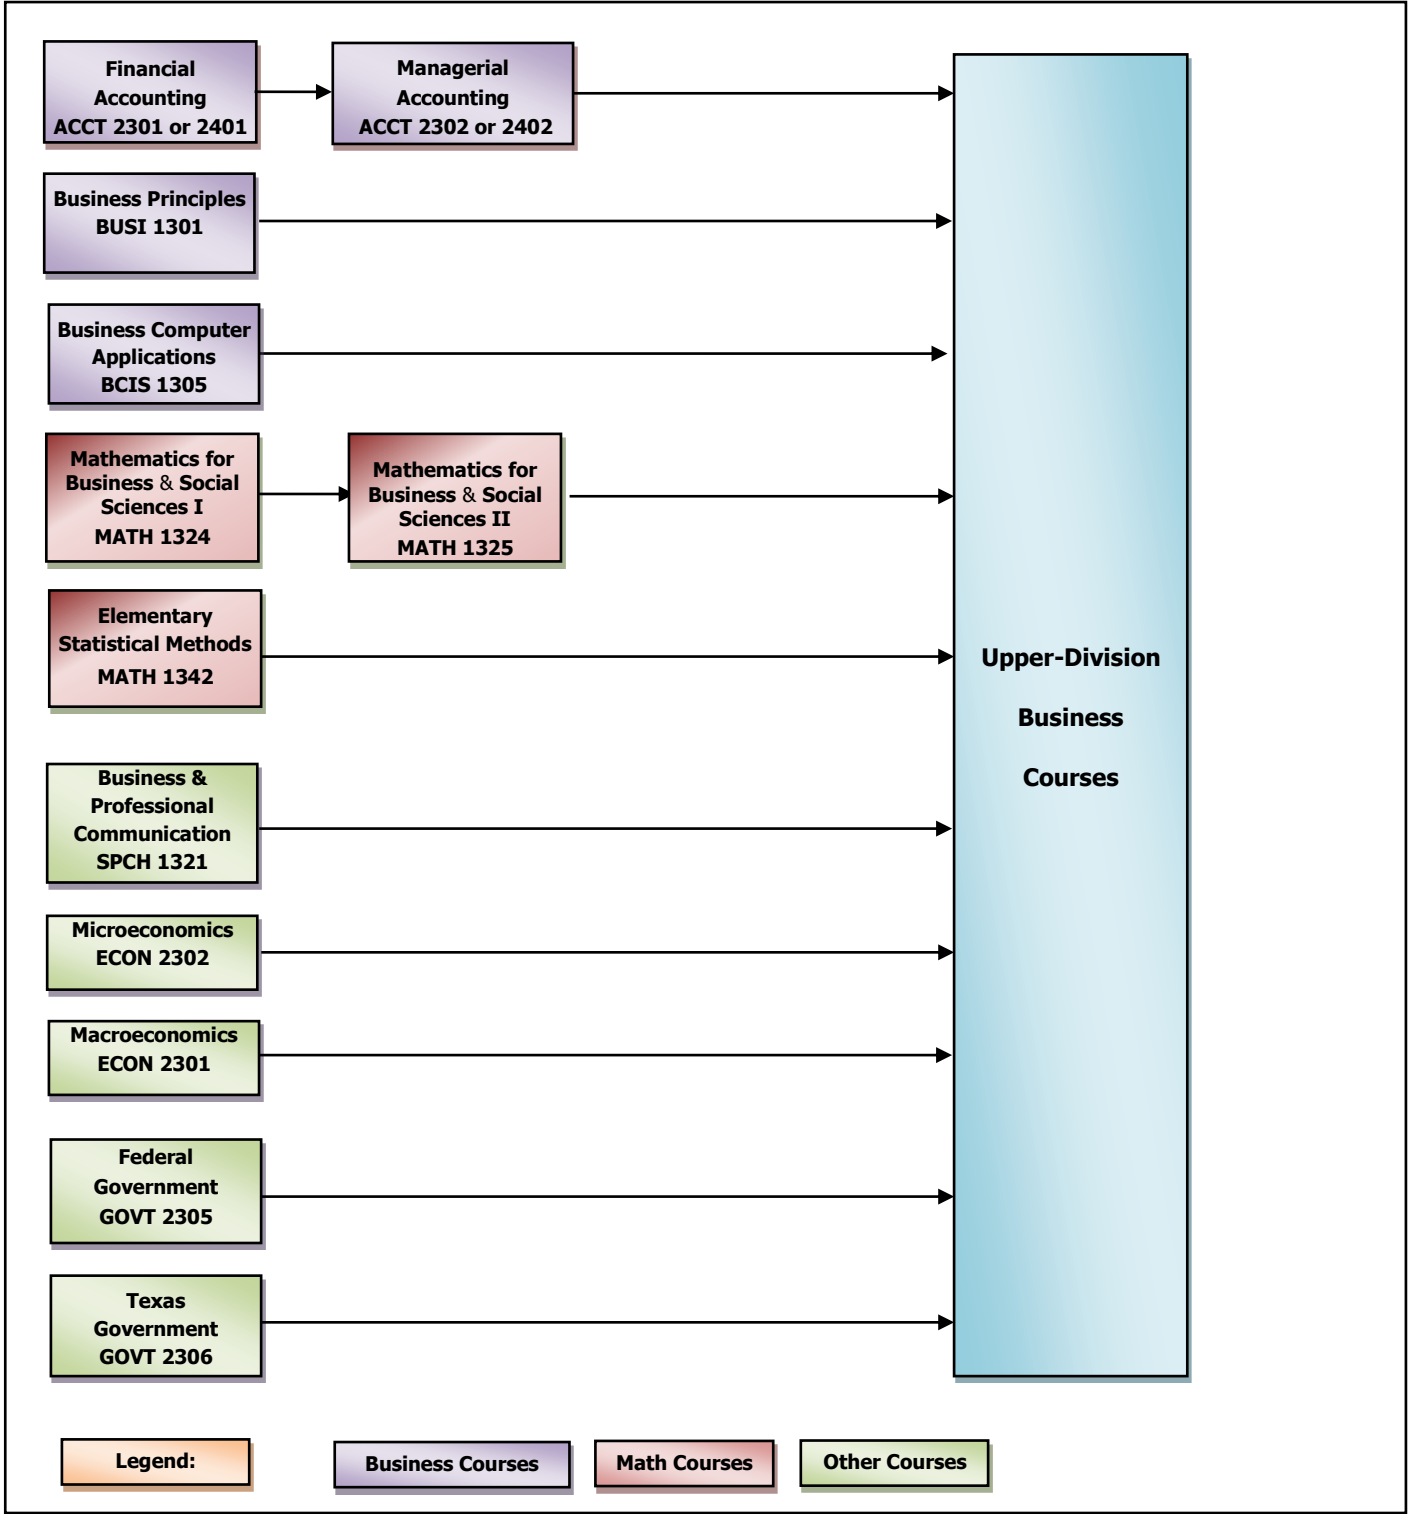 Financial
Accounting
ACCT 2301 or 2401
Managerial
Accounting
ACCT 2302 or 2402
Business Principles
BUSI 1301
Business Computer
Applications
BCIS 1305
Mathematics for
Business & Social
Sciences I
MATH 1324
Mathematics for
Business & Social
Sciences II
MATH 1325
Elementary
Statistical Methods
MATH 1342
Upper-Division
Business
Courses
Business &
Professional
Communication
SPCH 1321
Microeconomics
ECON 2302
Macroeconomics
ECON 2301
Federal
Government
GOVT 2305
Texas
Government
GOVT 2306
Legend:
Business Courses
Math Courses
Other Courses